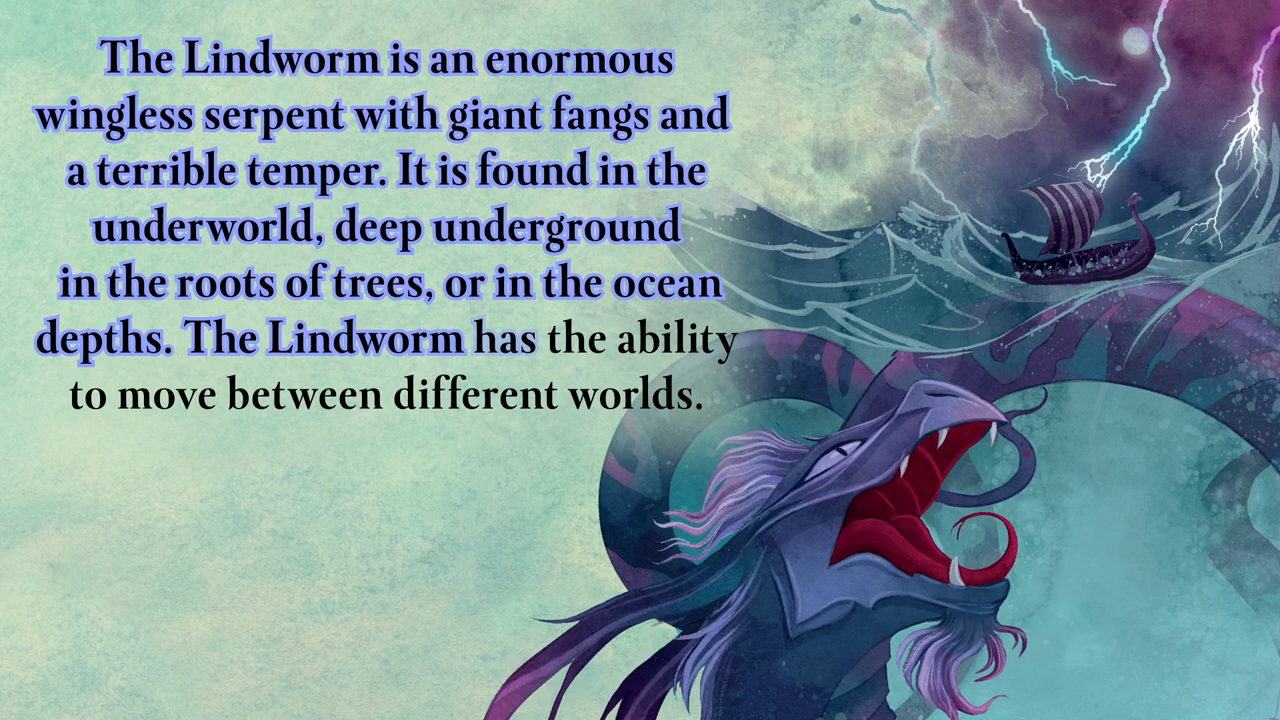 The Lindworm is an enormous
wingless serpent with giant fangs and
a terrible temper. It is found in the
underworld, deep underground
in the roots of trees, or in the ocean
depths. The Lindworm has the ability
to move between different worlds.